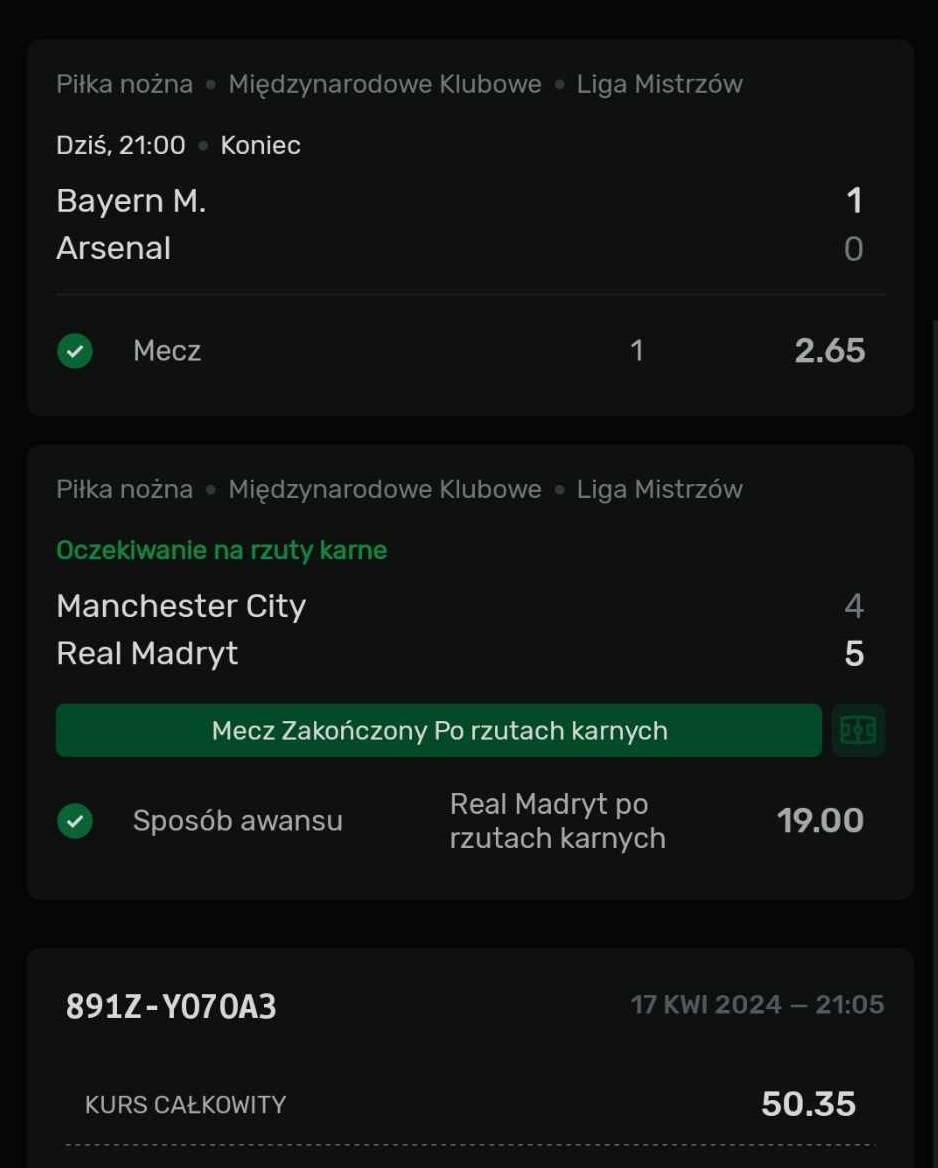 Piłka nożna • Międzynarodowe Klubowe • Liga Mistrzów
Dziś, 21:00 • Koniec
Bayern M. 1
Arsenal 0
Mecz 1 2.65
Piłka nożna • Międzynarodowe Klubowe • Liga Mistrzów
Oczekiwanie na rzuty karne
Manchester City 4
Real Madryt 5
Mecz Zakończony Po rzutach karnych
Sposób awansu Real Madryt po 19.00
rzutach karnych
891Z-Y070A3 17 KWI 2024 — 21:05
KURS CAŁKOWITY 50.35